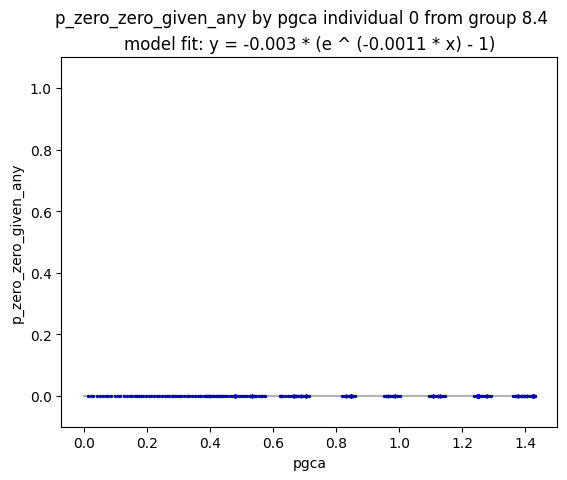 p_zero_zero_given_any by pgca individual 0 from group 8.4
model fit: y = -0.003 * (e ^ (-0.0011 * x) - 1)
1.0
0.8
0.6
0.4
0.2
0.0
p_zero_zero_given_any
0.0 0.2 0.4 0.6 0.8 1.0 1.2 1.4
pgca